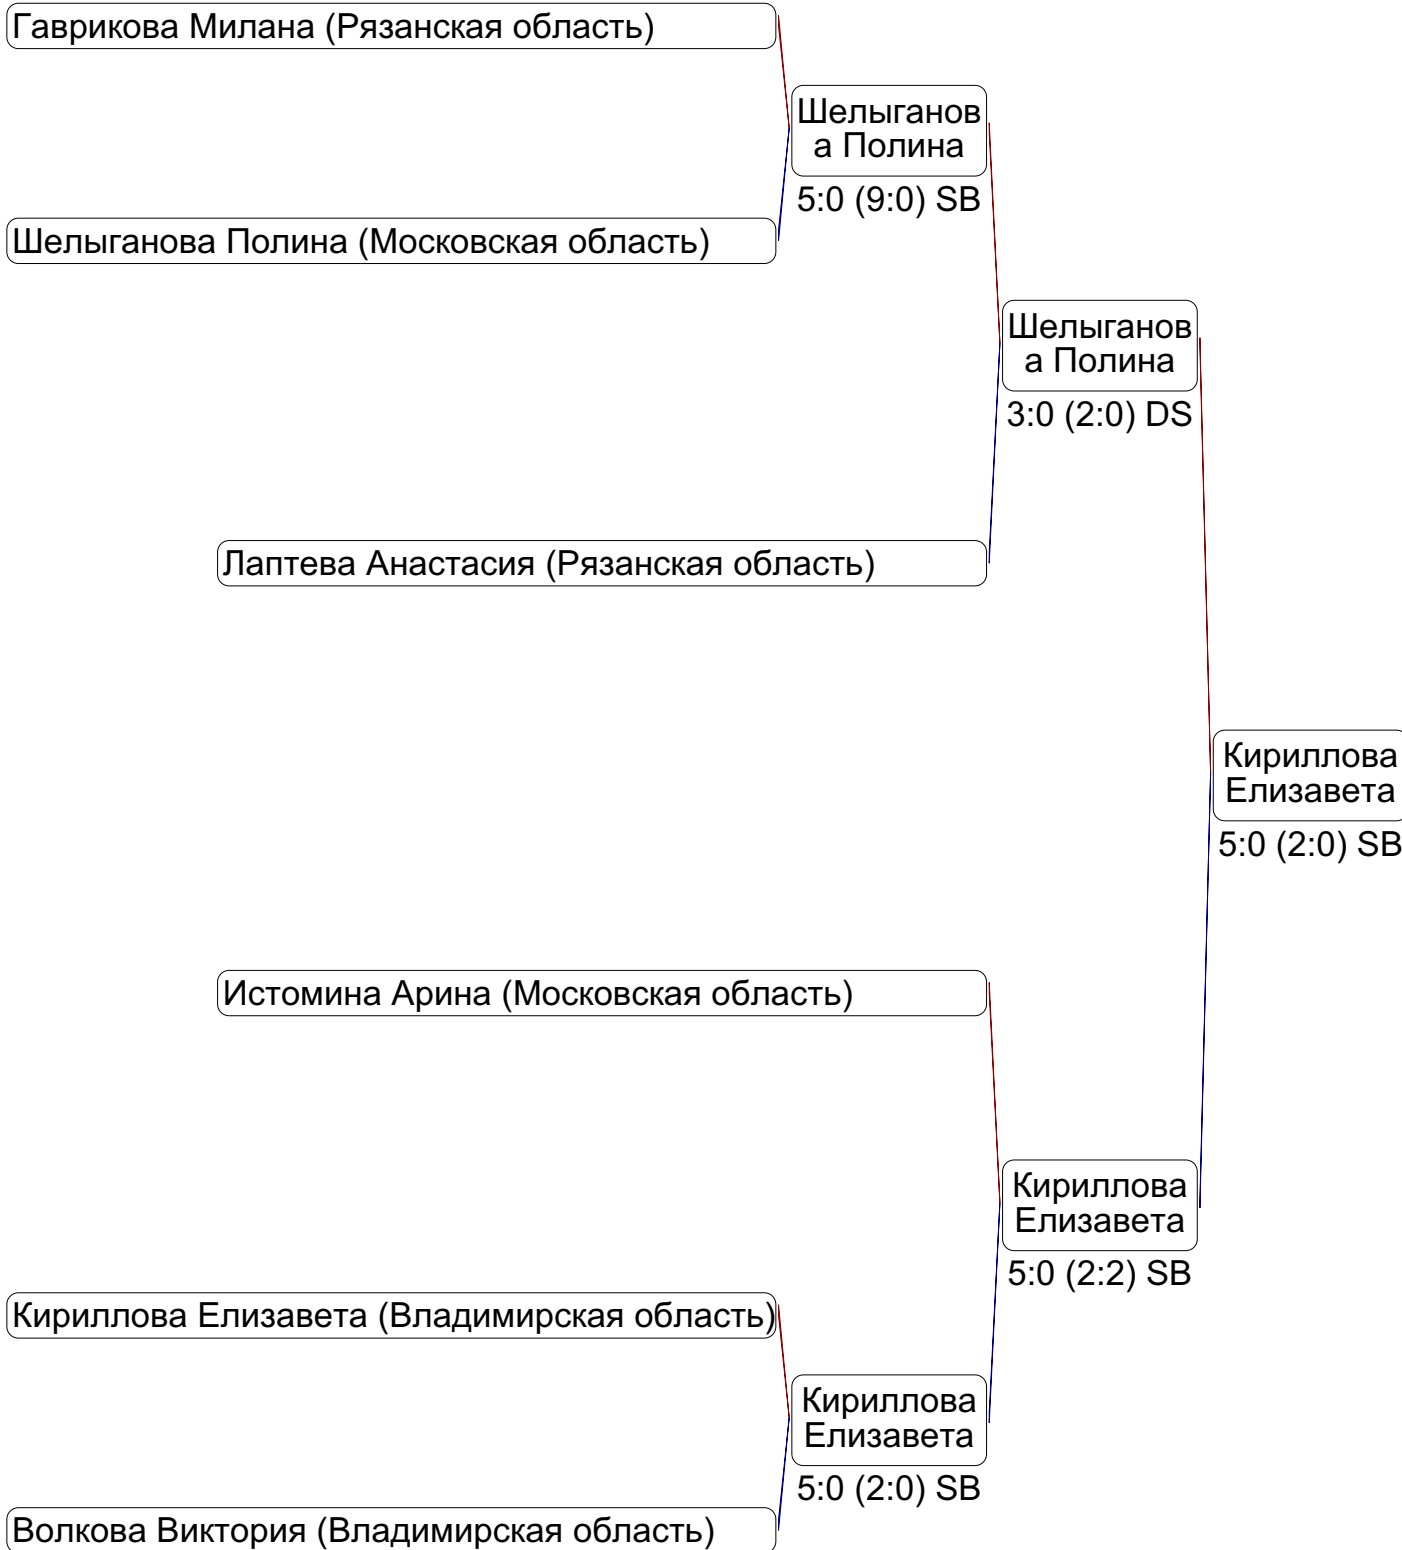 Гаврикова Милана (Рязанская область)
Шелыганов
а Полина
5:0 (9:0) SB
Шелыганова Полина (Московская область)
Шелыганов
а Полина
3:0 (2:0) DS
Лаптева Анастасия (Рязанская область)
Кириллова
Елизавета
5:0 (2:0) SB
Истомина Арина (Московская область)
Кириллова
Елизавета
5:0 (2:2) SB
Кириллова Елизавета (Владимирская область)
Кириллова
Елизавета
5:0 (2:0) SB
Волкова Виктория (Владимирская область)